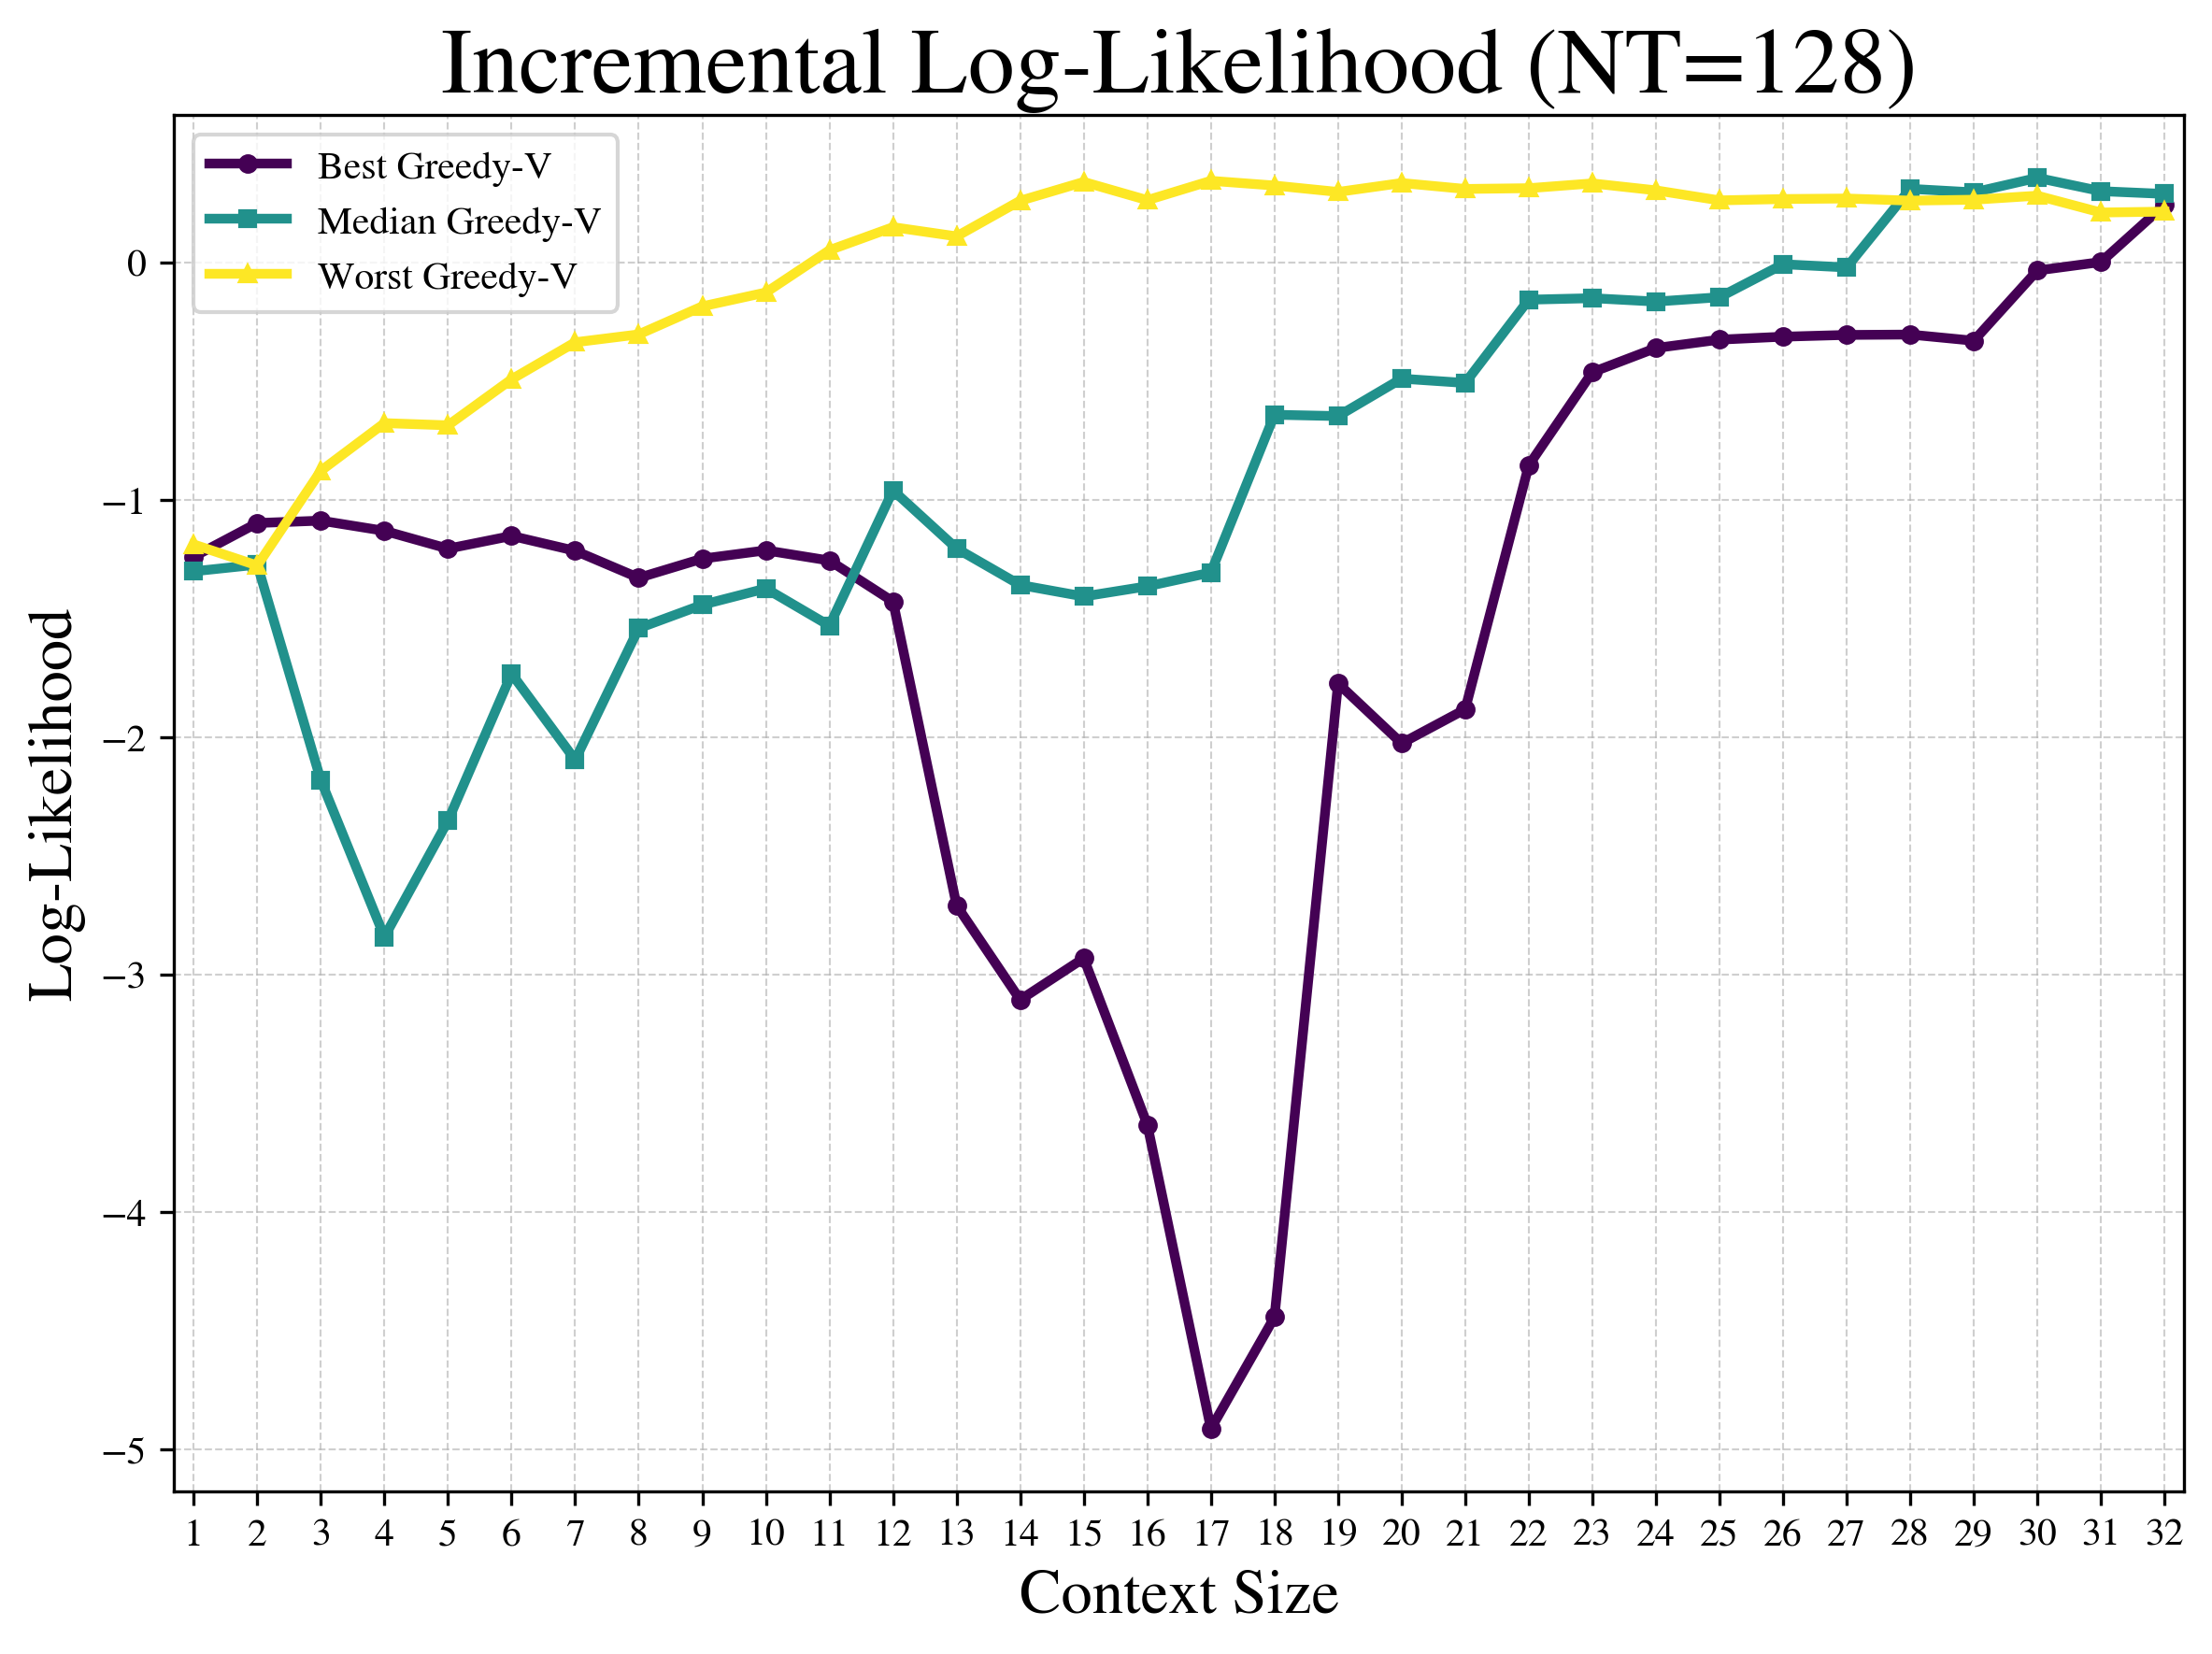 Incremental Log-Likelihood (NT=128)
Best Greedy-V
Median Greedy-V
Worst Greedy-V
Log-Likelihood
0
−1
−2
−3
−4
−5
1 2 3 4 5 6 7 8 9 10 11 12 13 14 15 16 17 18 19 20 21 22 23 24 25 26 27 28 29 30 31 32
Context Size